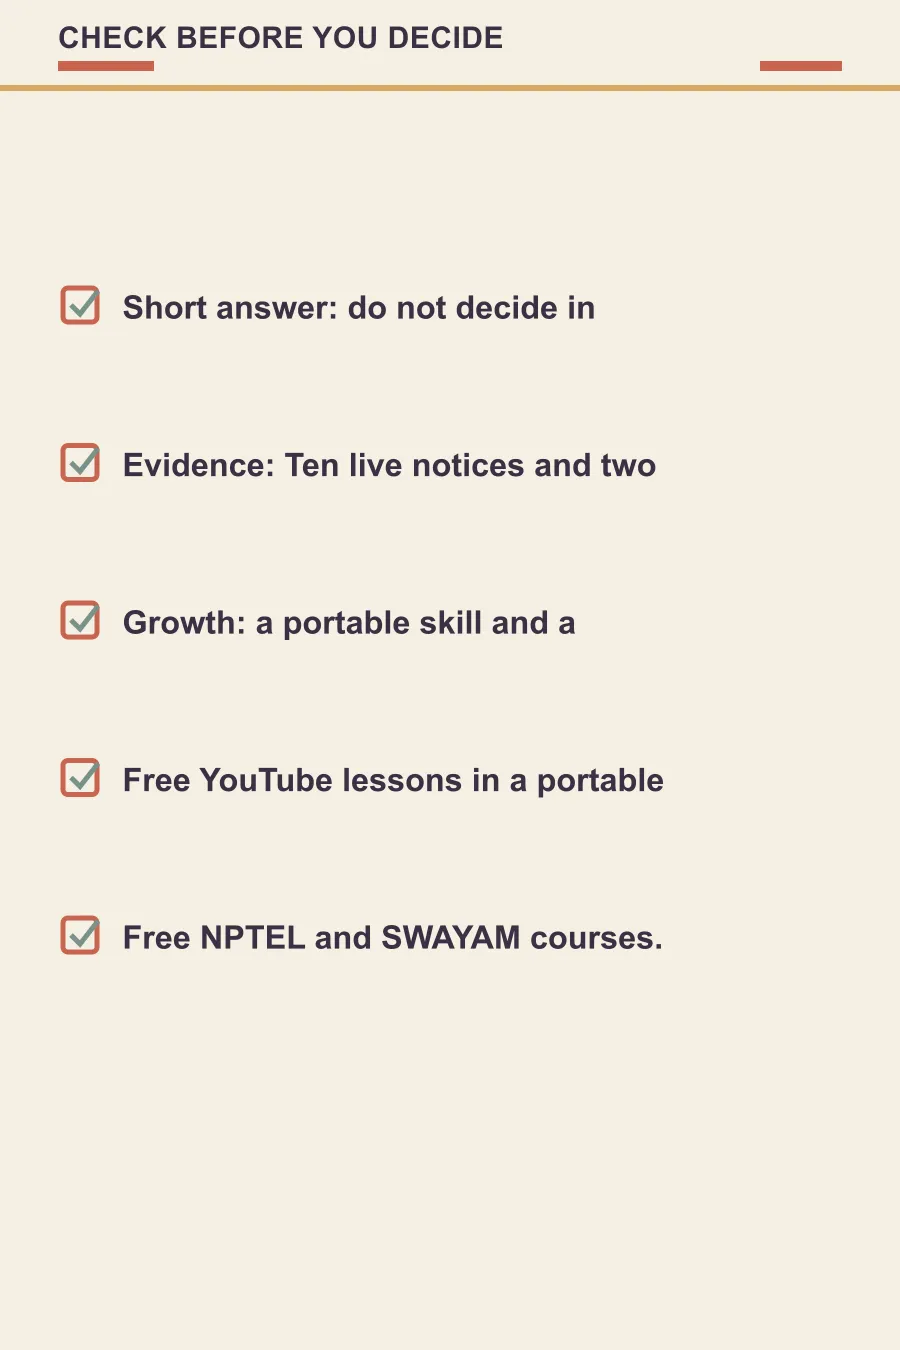 CHECK BEFORE YOU DECIDE
Short answer: do not decide in
Evidence: Ten live notices and two
Growth: a portable skill and a
Free YouTube lessons in a portable
Free NPTEL and SWAYAM courses.